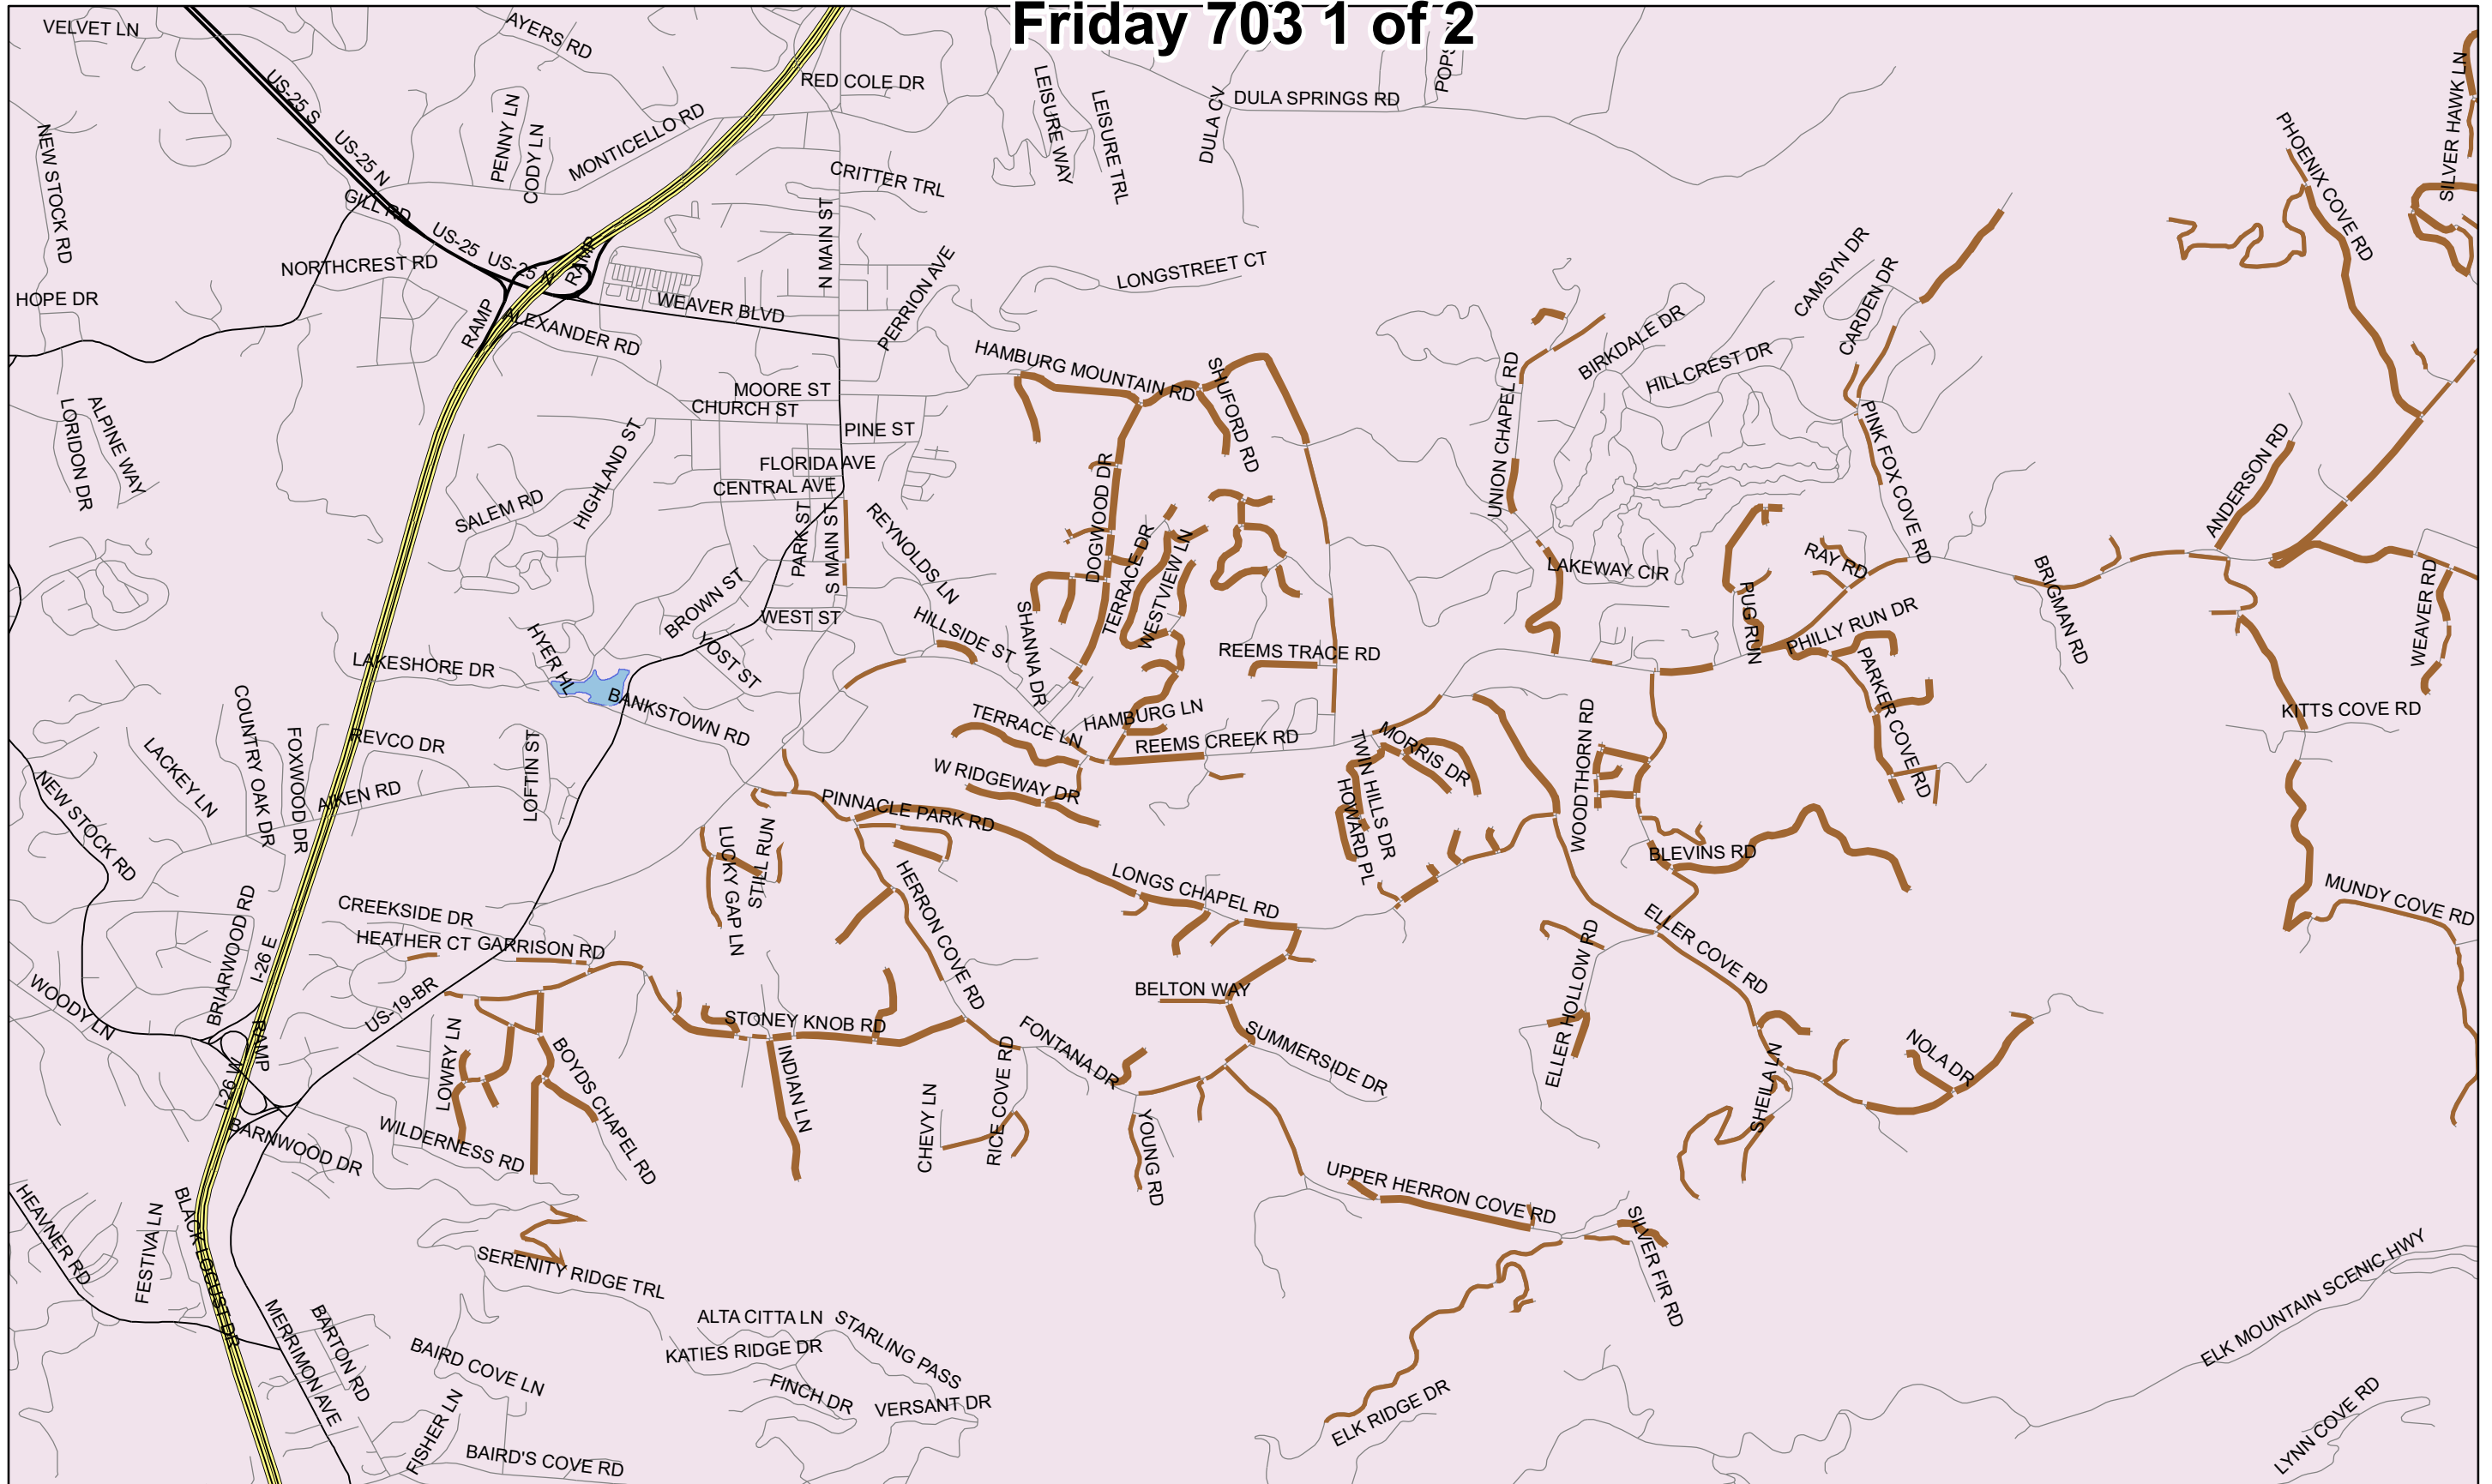 Friday 703 1 of 2
VELVET LN
AYERS RD
US-25 S
RED COLE DR
LEISURE WAY
LEISURE TRL
DULA CV
DULA SPRINGS RD
SILVER HAWK LN
NEW STOCK RD
US-25 N
PENNY LN
CODY LN
MONTICELLO RD
CRITTER TRL
PHOENIX COVE RD
GILL RD
US-25
US-25 N
RAMP
N MAIN ST
NORTHCREST RD
HOPE DR
RAMP
WEAVER BLVD
PERRION AVE
LONGSTREET CT
CAMSYN DR
CARDEN DR
ALEXANDER RD
BIRKDALE DR
HILLCREST DR
HAMBURG MOUNTAIN RD
SHUFORD RD
UNION CHAPEL RD
MOORE ST
CHURCH ST
PINE ST
LORIDON DR
ALPINE WAY
HIGHLAND ST
FLORIDA AVE
CENTRAL AVE
PINK FOX COVE RD
ANDERSON RD
SALEM RD
PARK ST
S MAIN ST
REYNOLDS LN
DOGWOOD DR
TERRACE DR
WESTVIEW LN
LAKEWAY CIR
RAY RD
PUG RUN
BRIGMAN RD
WEAVER RD
BROWN ST
WEST ST
HILLSIDE ST
SHANNA DR
REEMS TRACE RD
PHILLY RUN DR
PARKER COVE RD
HYER HL
YOST ST
LAKESHORE DR
BANKSTOWN RD
COUNTRY OAK DR
FOXWOOD DR
REVCO DR
LOFTIN ST
LACKEY LN
AIKEN RD
NEW STOCK RD
TERRACE LN
HAMBURG LN
REEMS CREEK RD
KITTS COVE RD
W RIDGEWAY DR
TWIN HILLS DR
MORRIS DR
HOWARD PL
WOODTHORN RD
PINNACLE PARK RD
LUCKY GAP LN
STILL RUN
BLEVINS RD
HERRON COVE RD
LONGS CHAPEL RD
MUNDY COVE RD
BRIARWOOD RD
CREEKSIDE DR
HEATHER CT
GARRISON RD
I-26 E
ELLER COVE RD
ELLER HOLLOW RD
WOODY LN
US-19-BR
BELTON WAY
STONEY KNOB RD
RAMP
I-26 W
LOWRY LN
BOYDS CHAPEL RD
INDIAN LN
FONTANA DR
SUMMERSIDE DR
CHEVY LN
RICE COVE RD
NOLA DR
SHEILA LN
BARNWOOD DR
WILDERNESS RD
YOUNG RD
UPPER HERRON COVE RD
HEAVNER RD
FESTIVAL LN
BLACK LOCUST DR
SILVER FIR RD
SERENITY RIDGE TRL
MERRIMON AVE
BARTON RD
ALTA CITTA LN
STARLING PASS
KATIES RIDGE DR
BAIRD COVE LN
FINCH DR
VERSANT DR
ELK RIDGE DR
ELK MOUNTAIN SCENIC HWY
FISHER LN
BAIRD'S COVE RD
LYNN COVE RD